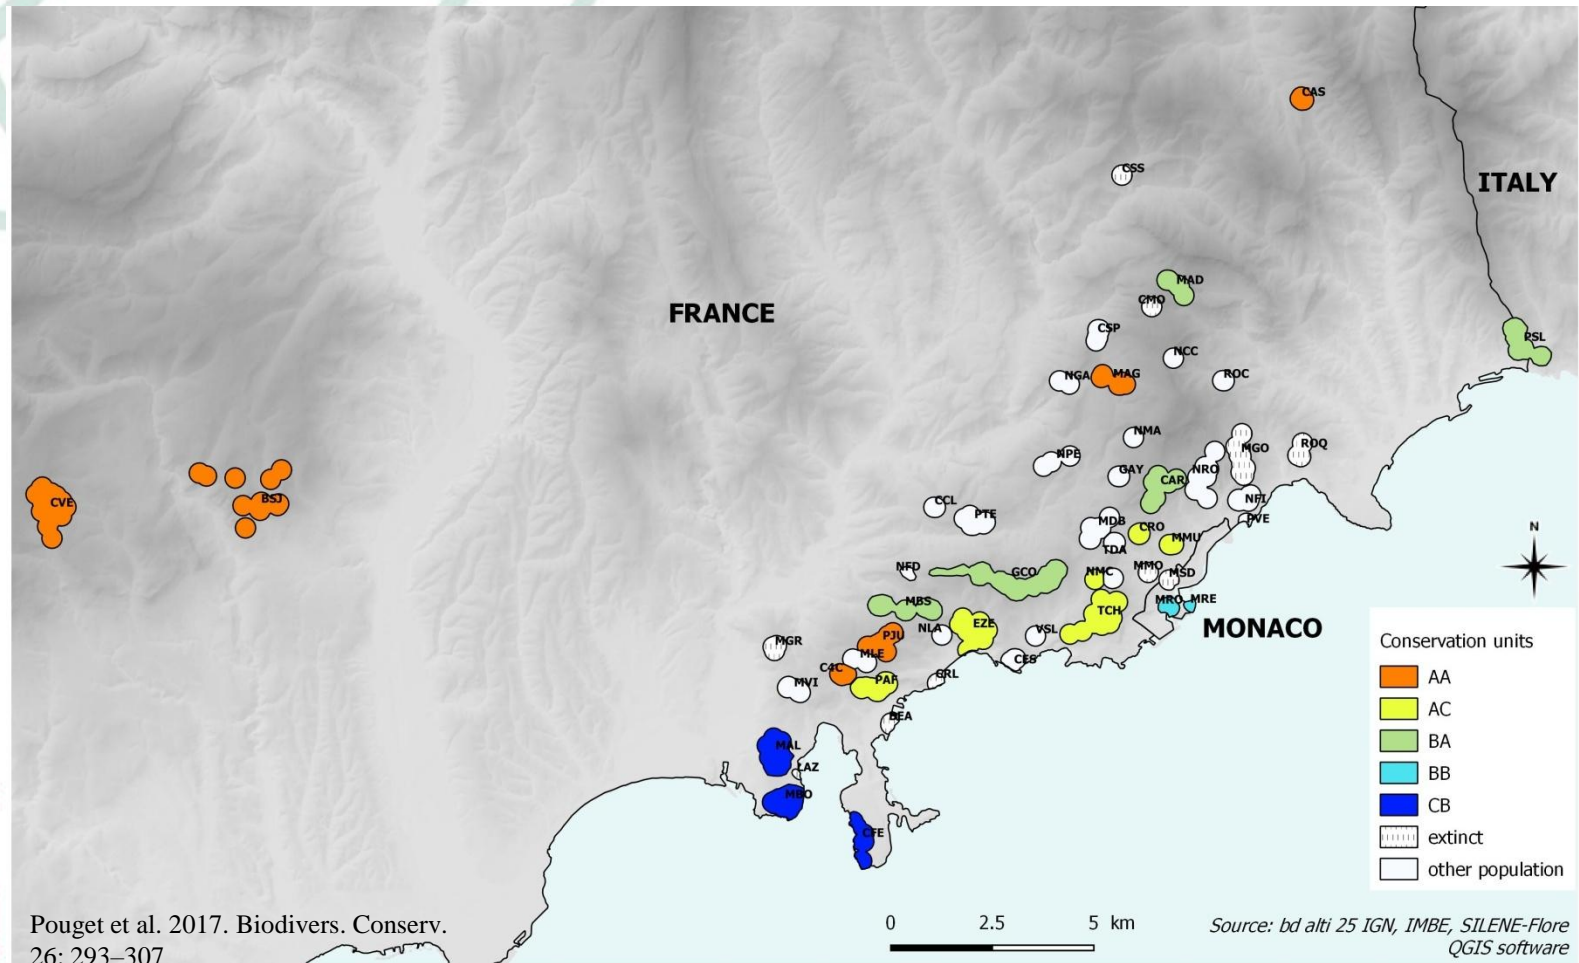 CAS
CSS
ITALY
MAD
CMO
FRANCE
CSP
PSL
NCC
NGA
MAG
ROC
NMA
MGO
ROQ
NPE
GAY
CAR
NRO
CVE
BSJ
CCL
PTE
NFI
MDB
PVE
CRO
MMU
TDA
NFD
GCO
NMC
MMO
MSD
MBS
MRO
MRE
TCH
MONACO
NLA
EZE
VSL
PJU
MGR
MLE
CES
C4C
CRL
MVI
PAF
BEA
MAL
LAZ
MBO
CFE
N
Conservation units
AA
AC
BA
BB
CB
extinct
other population
0 2.5 5 km
Pouget et al. 2017. Biodivers. Conserv.
26: 293–307
Source: bd alti 25 IGN, IMBE, SILENE-Flore
QGIS software